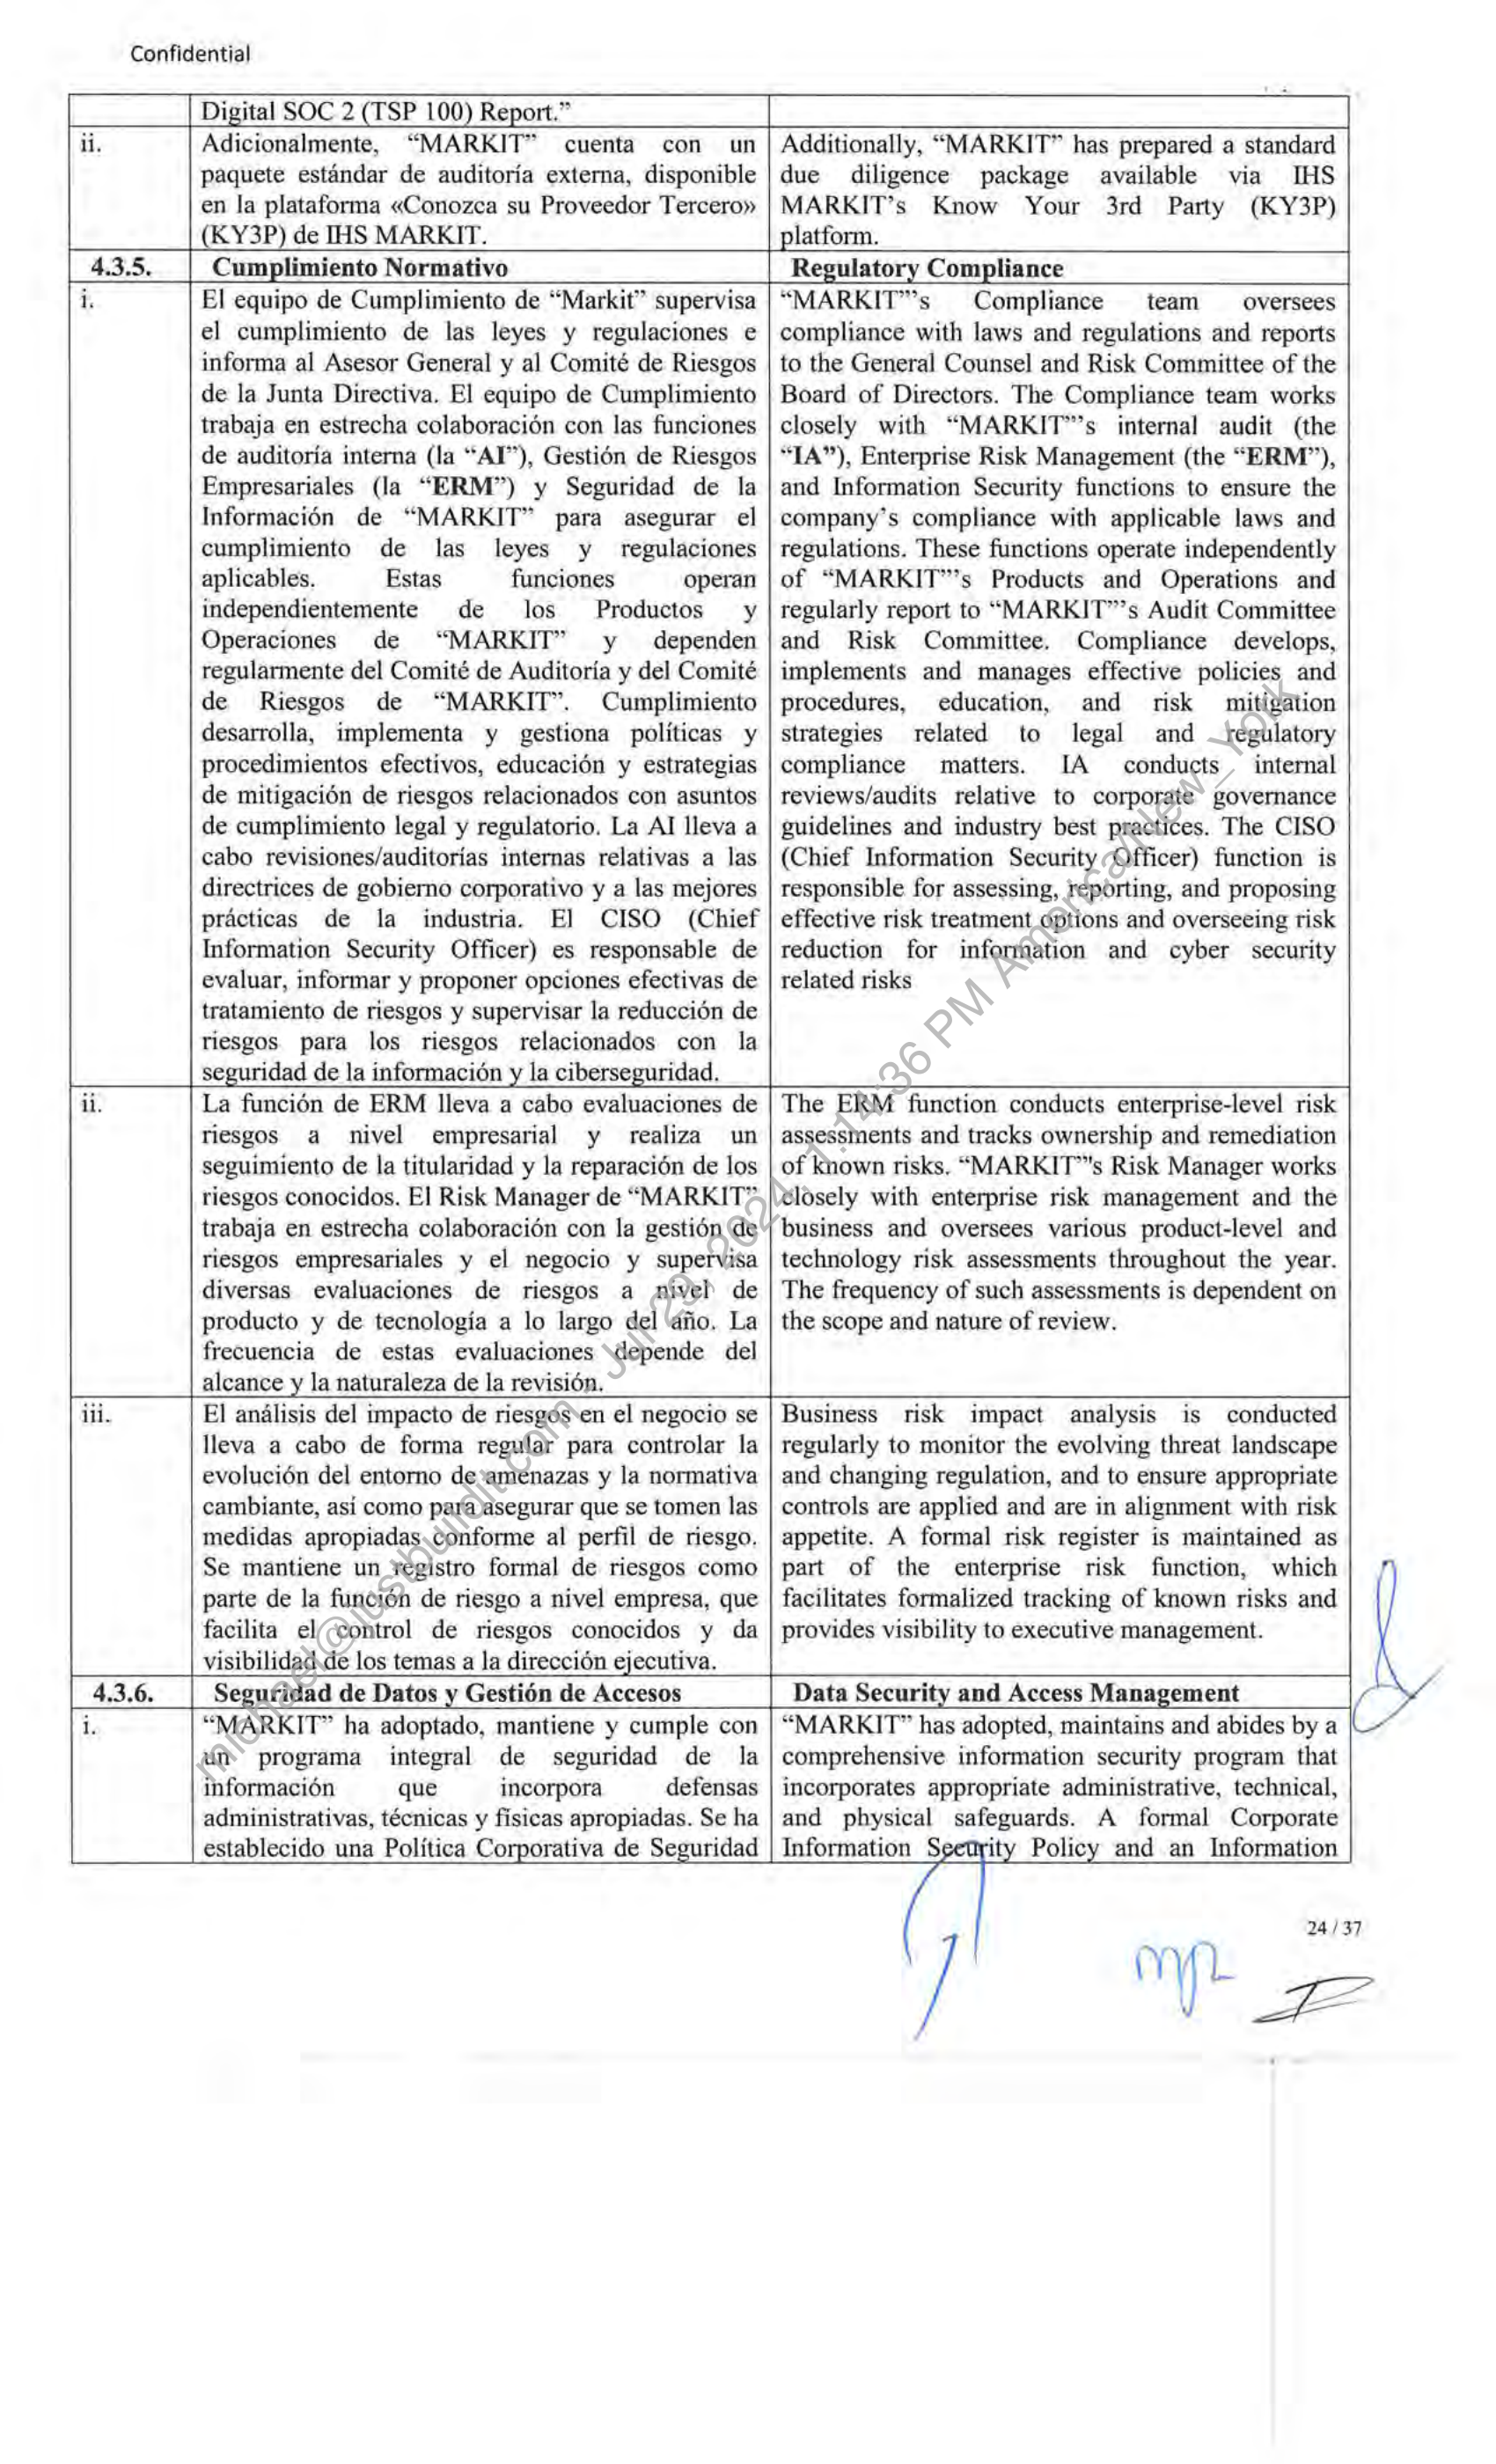 Confidential
Digital SOC 2 (TSP 100) Report.”
ii.
Adicionalmente, “MARKIT” cuenta con un
paquete estándar de auditoría externa, disponible
en la plataforma «Conozca su Proveedor Tercero»
(KY3P) de IHS MARKIT.
Additionally, “MARKIT” has prepared a standard
due diligence package available via IHS
MARKIT’s Know Your 3rd Party (KY3P)
platform.
4.3.5.
Cumplimiento Normativo
Regulatory Compliance
i.
El equipo de Cumplimiento de “Markit” supervisa
el cumplimiento de las leyes y regulaciones e
informa al Asesor General y al Comité de Riesgos
de la Junta Directiva. El equipo de Cumplimiento
trabaja en estrecha colaboración con las funciones
de auditoría interna (la “AI”), Gestión de Riesgos
Empresariales (la “ERM”) y Seguridad de la
Información de “MARKIT” para asegurar el
cumplimiento de las leyes y regulaciones
aplicables. Estas funciones operan
independientemente de los Productos y
Operaciones de “MARKIT” y dependen
regularmente del Comité de Auditoría y del Comité
de Riesgos de “MARKIT”. Cumplimiento
desarrolla, implementa y gestiona políticas y
procedimientos efectivos, educación y estrategias
de mitigación de riesgos relacionados con asuntos
de cumplimiento legal y regulatorio. La AI lleva a
cabo revisiones/auditorías internas relativas a las
directrices de gobierno corporativo y a las mejores
prácticas de la industria. El CISO (Chief
Information Security Officer) es responsable de
evaluar, informar y proponer opciones efectivas de
tratamiento de riesgos y supervisar la reducción de
riesgos para los riesgos relacionados con la
seguridad de la información y la ciberseguridad.
“MARKIT”’s Compliance team oversees
compliance with laws and regulations and reports
to the General Counsel and Risk Committee of the
Board of Directors. The Compliance team works
closely with “MARKIT”’s internal audit (the
“IA”), Enterprise Risk Management (the “ERM”),
and Information Security functions to ensure the
company’s compliance with applicable laws and
regulations. These functions operate independently
of “MARKIT”’s Products and Operations and
regularly report to “MARKIT”’s Audit Committee
and Risk Committee. Compliance develops,
implements and manages effective policies and
procedures, education, and risk mitigation
strategies related to legal and regulatory
compliance matters. IA conducts internal
reviews/audits relative to corporate governance
guidelines and industry best practices. The CISO
(Chief Information Security Officer) function is
responsible for assessing, reporting, and proposing
effective risk treatment options and overseeing risk
reduction for information and cyber security
related risks
ii.
La función de ERM lleva a cabo evaluaciones de
riesgos a nivel empresarial y realiza un
seguimiento de la titularidad y la reparación de los
riesgos conocidos. El Risk Manager de “MARKIT”
trabaja en estrecha colaboración con la gestión de
riesgos empresariales y el negocio y supervisa
diversas evaluaciones de riesgos a nivel de
producto y de tecnología a lo largo del año. La
frecuencia de estas evaluaciones depende del
alcance y la naturaleza de la revisión.
The ERM function conducts enterprise-level risk
assessments and tracks ownership and remediation
of known risks. “MARKIT”’s Risk Manager works
closely with enterprise risk management and the
business and oversees various product-level and
technology risk assessments throughout the year.
The frequency of such assessments is dependent on
the scope and nature of review.
iii.
El análisis del impacto de riesgos en el negocio se
lleva a cabo de forma regular para controlar la
evolución del entorno de amenazas y la normativa
cambiante, así como para asegurar que se tomen las
medidas apropiadas conforme al perfil de riesgo.
Se mantiene un registro formal de riesgos como
parte de la función de riesgo a nivel empresa, que
facilita el control de riesgos conocidos y da
visibilidad de los temas a la dirección ejecutiva.
Business risk impact analysis is conducted
regularly to monitor the evolving threat landscape
and changing regulation, and to ensure appropriate
controls are applied and are in alignment with risk
appetite. A formal risk register is maintained as
part of the enterprise risk function, which
facilitates formalized tracking of known risks and
provides visibility to executive management.
4.3.6.
Seguridad de Datos y Gestión de Accesos
Data Security and Access Management
i.
“MARKIT” ha adoptado, mantiene y cumple con
un programa integral de seguridad de la
información que incorpora defensas
administrativas, técnicas y físicas apropiadas. Se ha
establecido una Política Corporativa de Seguridad
“MARKIT” has adopted, maintains and abides by a
comprehensive information security program that
incorporates appropriate administrative, technical,
and physical safeguards. A formal Corporate
Information Security Policy and an Information
24 / 37
michael@justbuildit.com - Jul 29, 2024, 1:14:36 PM America/New_York